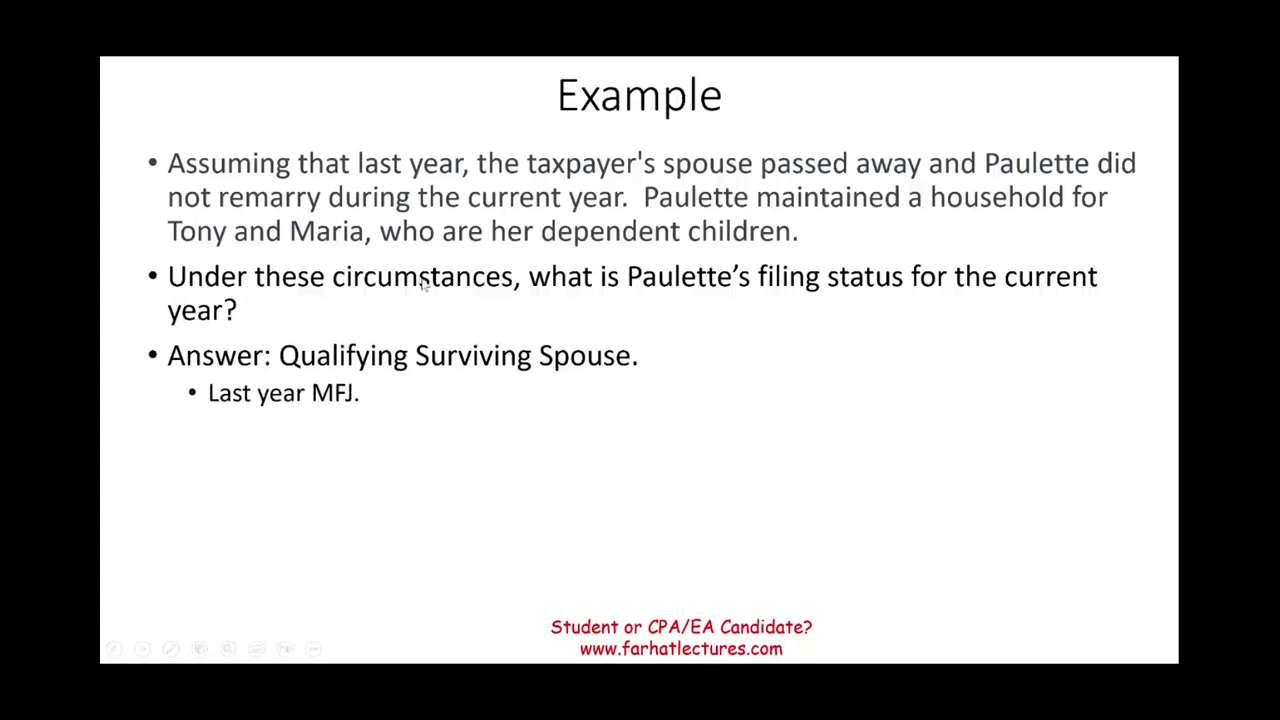 Example
• Assuming that last year, the taxpayer's spouse passed away and Paulette did
not remarry during the current year.  Paulette maintained a household for
Tony and Maria, who are her dependent children.
• Under these circumstances, what is Paulette’s filing status for the current
year?
• Answer: Qualifying Surviving Spouse.
• Last year MFJ.
Student or CPA/EA Candidate?
www.farhatlectures.com